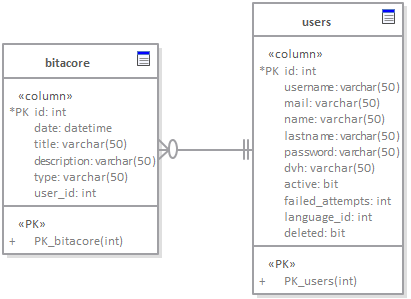 bitacore
«column»
*PK id: int
date: datetime
title: varchar(50)
description: varchar(50)
type: varchar(50)
user_id: int
«PK»
+ PK_bitacore(int)
users
«column»
*PK id: int
username: varchar(50)
mail: varchar(50)
name: varchar(50)
lastname: varchar(50)
password: varchar(50)
dvh: varchar(50)
active: bit
failed_attempts: int
language_id: int
deleted: bit
«PK»
+ PK_users(int)